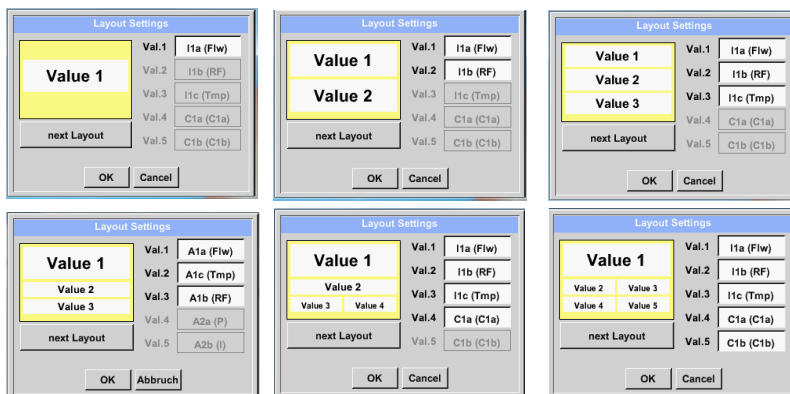 Layout Settings
Value 1
Val.1 I1a (Flw)
Val.2 I1b (RF)
Val.3 I1c (Tmp)
Val.4 C1a (C1a)
Val.5 C1b (C1b)
next Layout
OK Cancel
Layout Settings
Value 1
Value 2
Val.1 I1a (Flw)
Val.2 I1b (RF)
Val.3 I1c (Tmp)
Val.4 C1a (C1a)
Val.5 C1b (C1b)
next Layout
OK Cancel
Layout Settings
Value 1
Value 2
Value 3
Val.1 I1a (Flw)
Val.2 I1b (RF)
Val.3 I1c (Tmp)
Val.4 C1a (C1a)
Val.5 C1b (C1b)
next Layout
OK Cancel
Layout Settings
Value 1
Value 2
Value 3
Val.1 A1a (Flw)
Val.2 A1c (Tmp)
Val.3 A1b (RF)
Val.4 A2a (P)
Val.5 A2b (I)
next Layout
OK Abbruch
Layout Settings
Value 1
Value 2
Value 3 Value 4
Val.1 I1a (Flw)
Val.2 I1b (RF)
Val.3 I1c (Tmp)
Val.4 C1a (C1a)
Val.5 C1b (C1b)
next Layout
OK Cancel
Layout Settings
Value 1
Value 2 Value 3
Value 4 Value 5
Val.1 I1a (Flw)
Val.2 I1b (RF)
Val.3 I1c (Tmp)
Val.4 C1a (C1a)
Val.5 C1b (C1b)
next Layout
OK Cancel